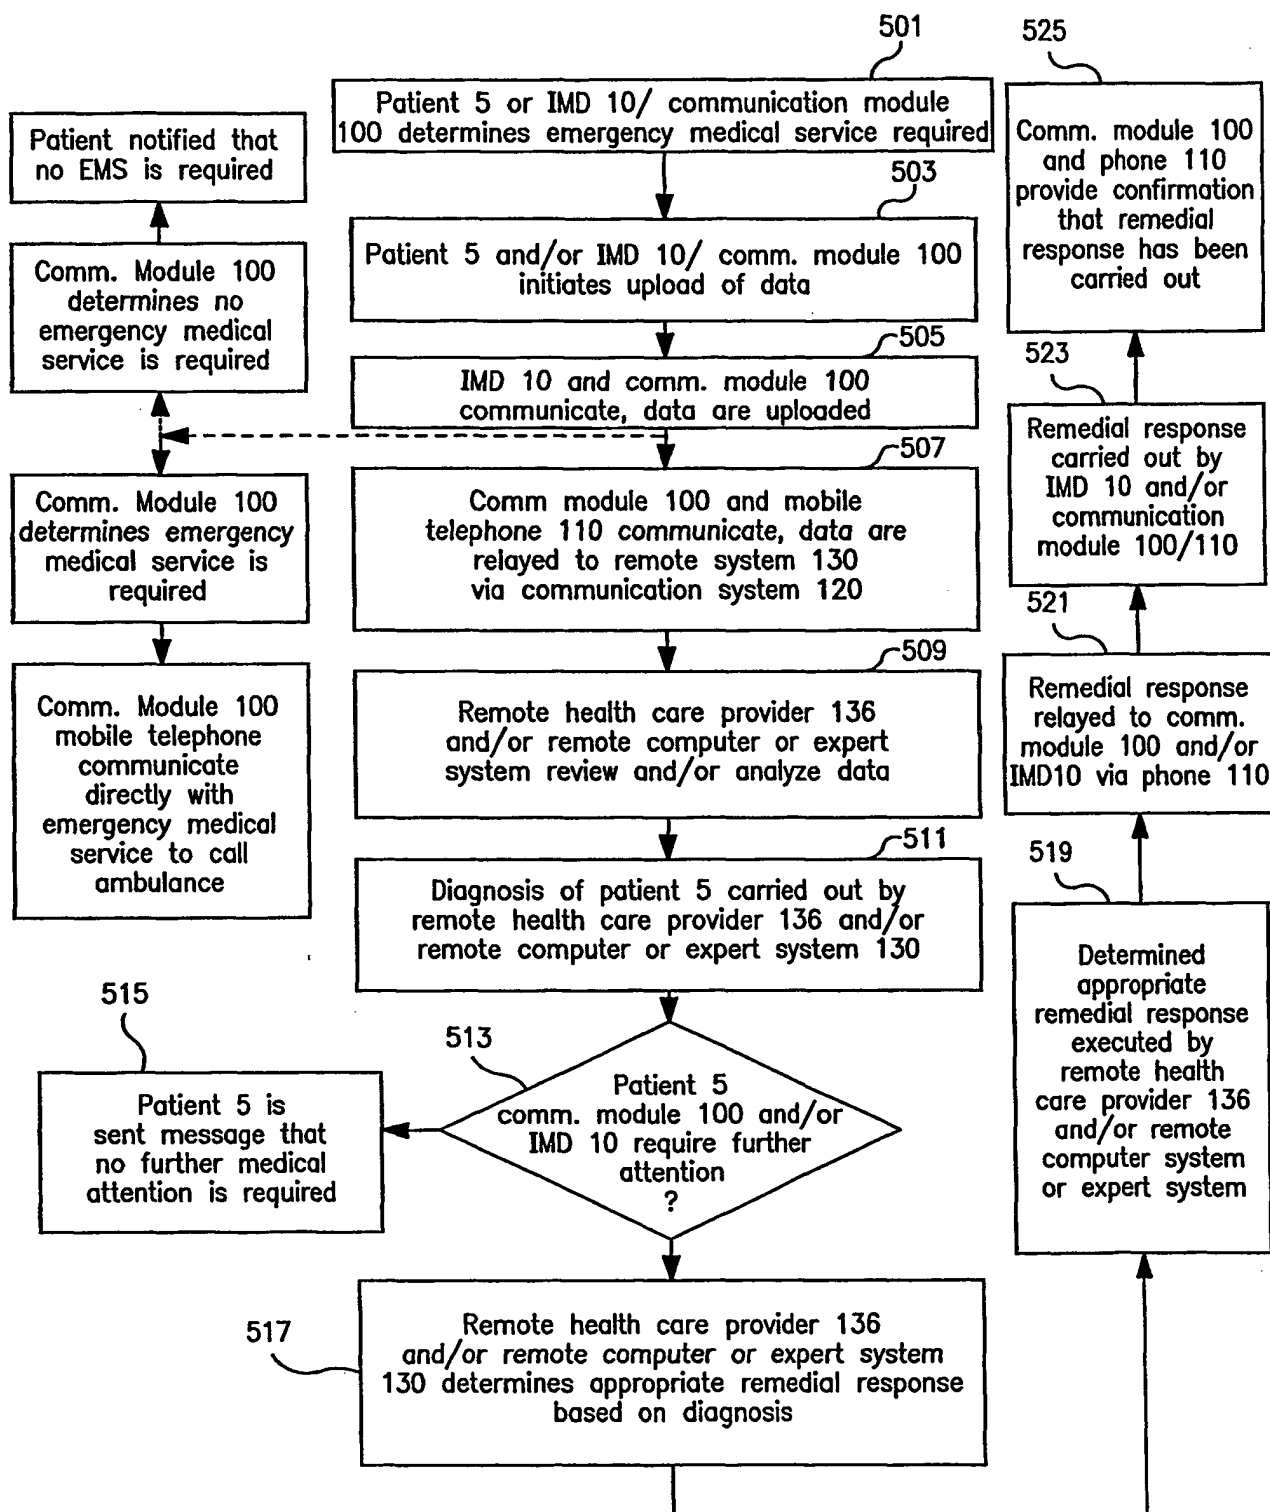 501
Patient 5 or IMD 10/ communication module
100 determines emergency medical service required
503
Patient 5 and/or IMD 10/ comm. module 100
initiates upload of data
505
IMD 10 and comm. module 100
communicate, data are uploaded
Patient notified that
no EMS is required
Comm. Module 100
determines no
emergency medical
service is required
Comm. Module 100
determines emergency
medical service is
required
Comm. Module 100
mobile telephone
communicate
directly with
emergency medical
service to call
ambulance
507
Comm module 100 and mobile
telephone 110 communicate, data are
relayed to remote system 130
via communication system 120
509
Remote health care provider 136
and/or remote computer or expert
system review and/or analyze data
511
Diagnosis of patient 5 carried out by
remote health care provider 136 and/or
remote computer or expert system 130
513
Patient 5
comm. module 100 and/or
IMD 10 require further
attention
?
515
Patient 5 is
sent message that
no further medical
attention is required
517
Remote health care provider 136
and/or remote computer or expert system
130 determines appropriate remedial response
based on diagnosis
519
Determined
appropriate
remedial response
executed by
remote health
care provider 136
and/or remote
computer system
or expert system
521
Remedial response
relayed to comm.
module 100 and/or
IMD10 via phone 110
523
Remedial response
carried out by
IMD 10 and/or
communication
module 100/110
525
Comm. module 100
and phone 110
provide confirmation
that remedial
response has been
carried out